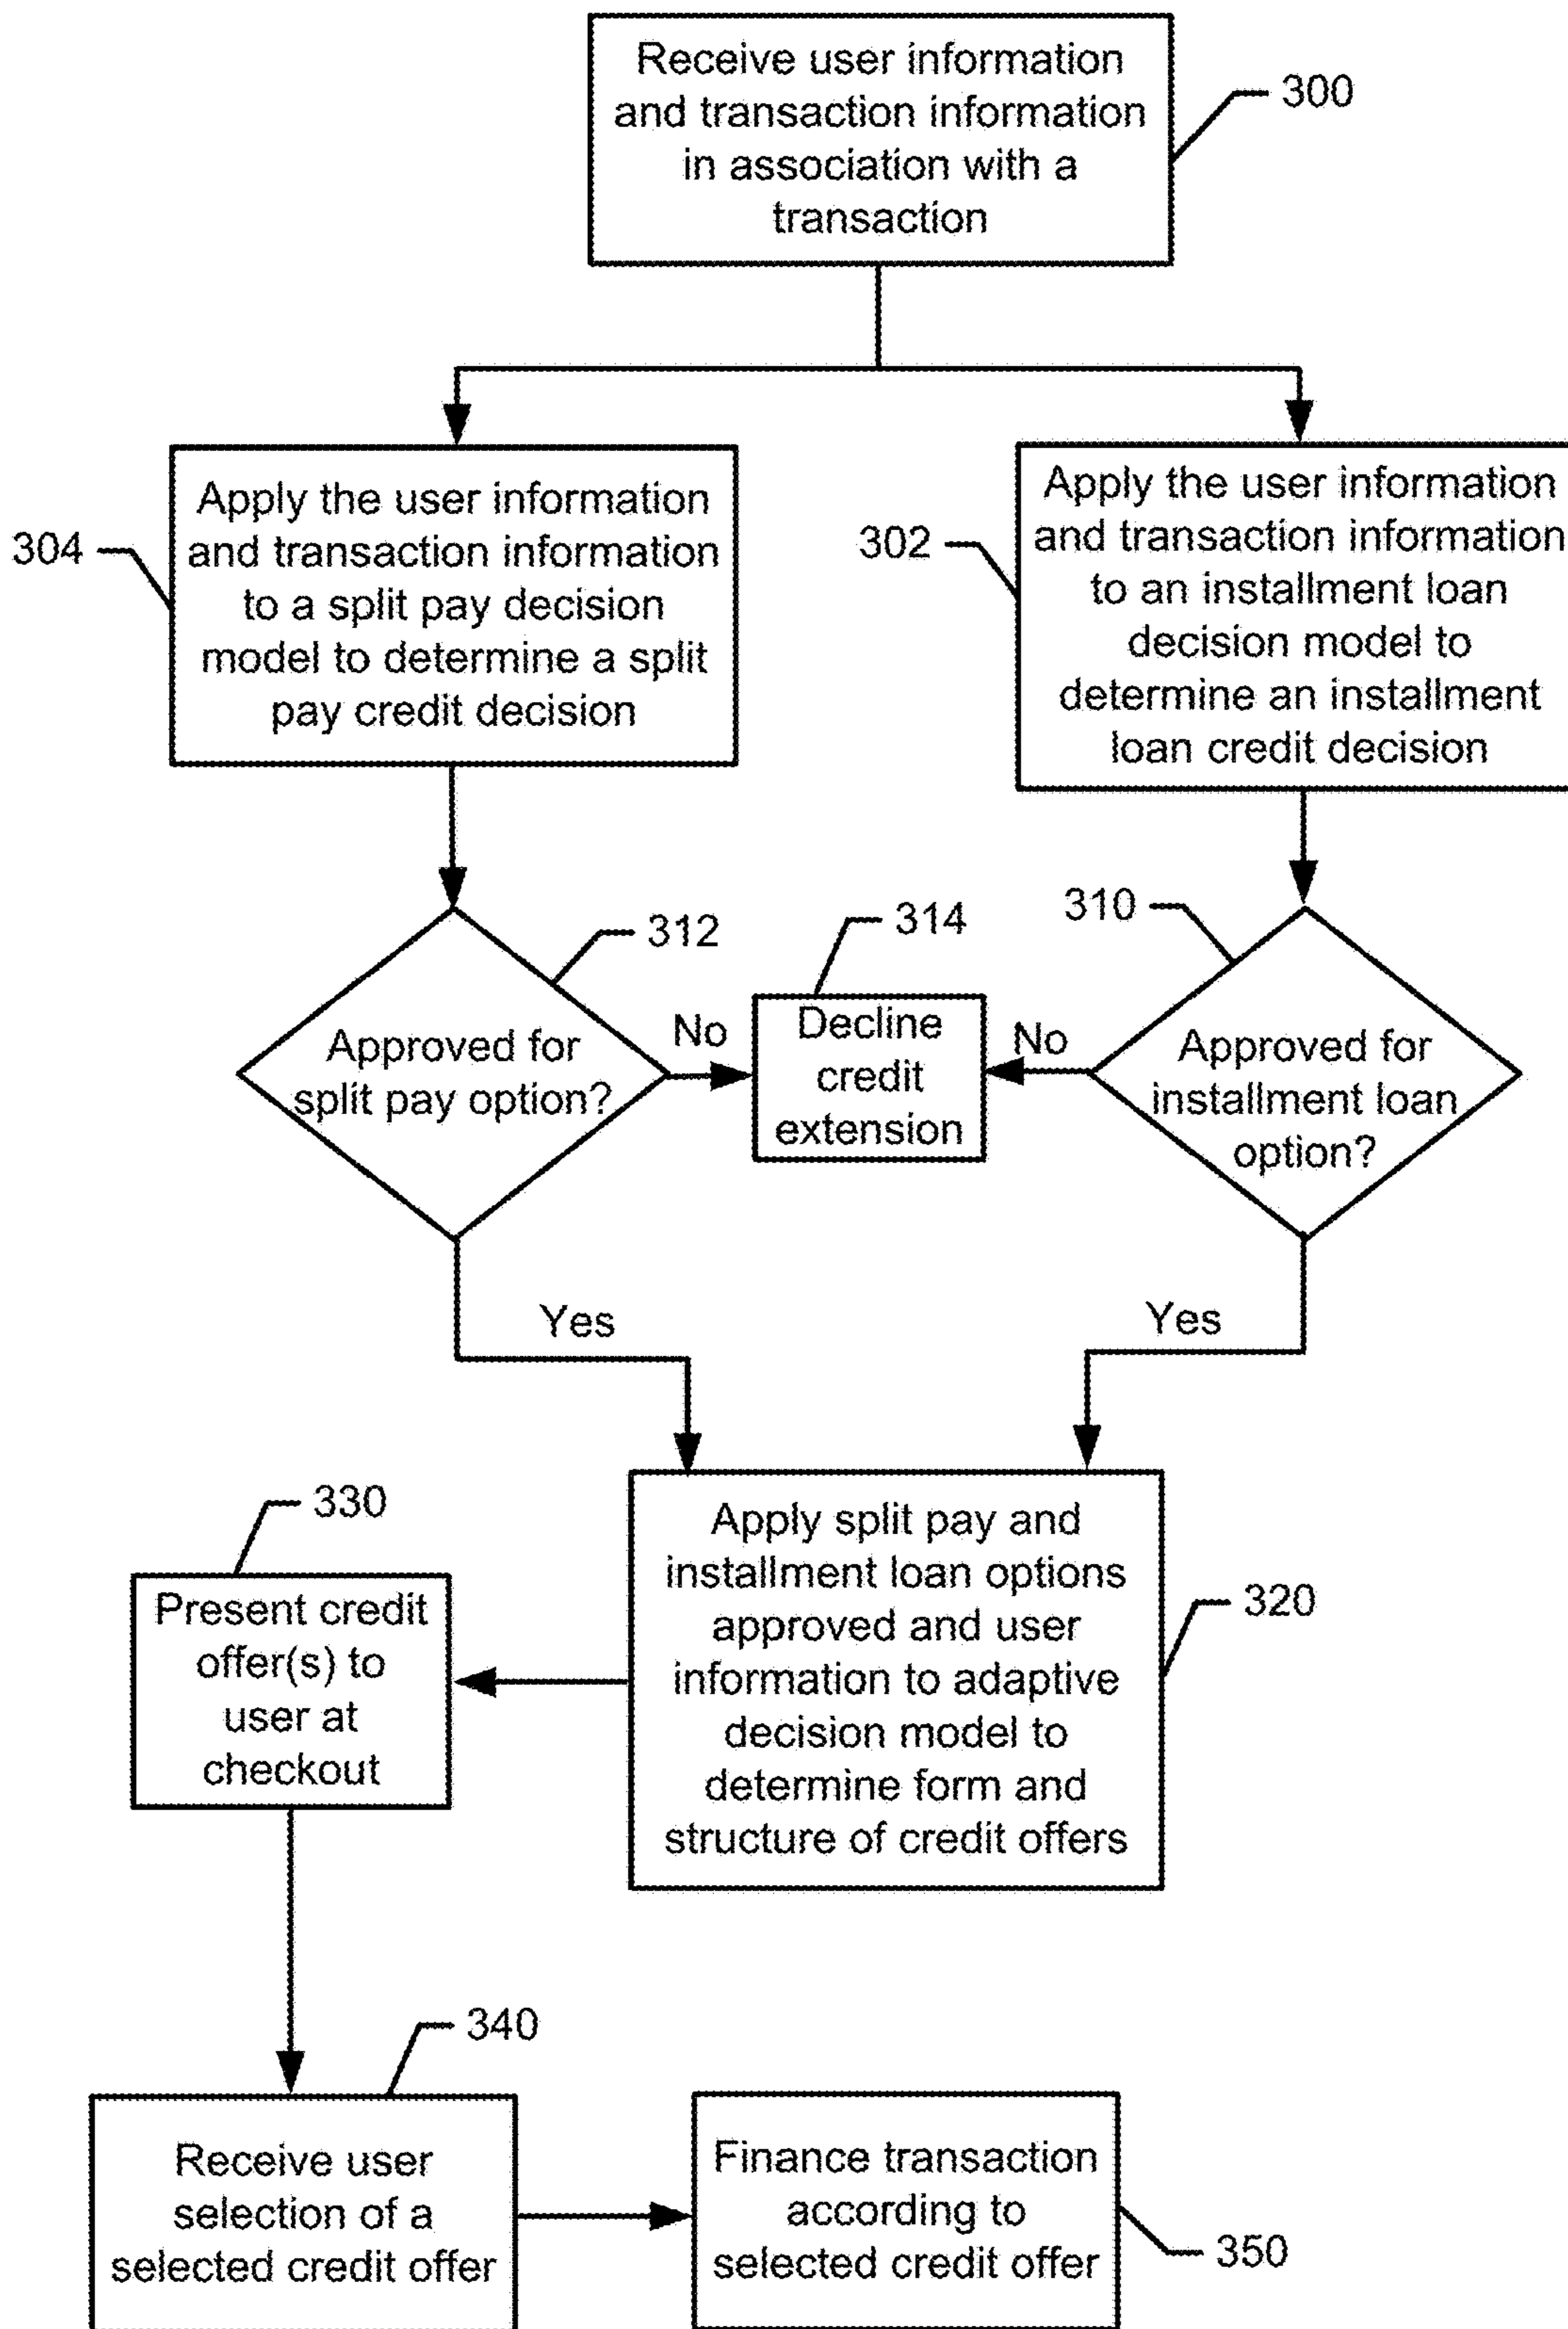 Receive user information
and transaction information
in association with a
transaction
300
304
Apply the user information
and transaction information
to a split pay decision
model to determine a split
pay credit decision
302
Apply the user information
and transaction information
to an installment loan
decision model to
determine an installment
loan credit decision
312
Approved for
split pay option?
No
314
Decline
credit
extension
No
310
Approved for
installment loan
option?
Yes
Yes
Apply split pay and
installment loan options
approved and user
information to adaptive
decision model to
determine form and
structure of credit offers
320
330
Present credit
offer(s) to
user at
checkout
340
Receive user
selection of a
selected credit offer
Finance transaction
according to
selected credit offer
350